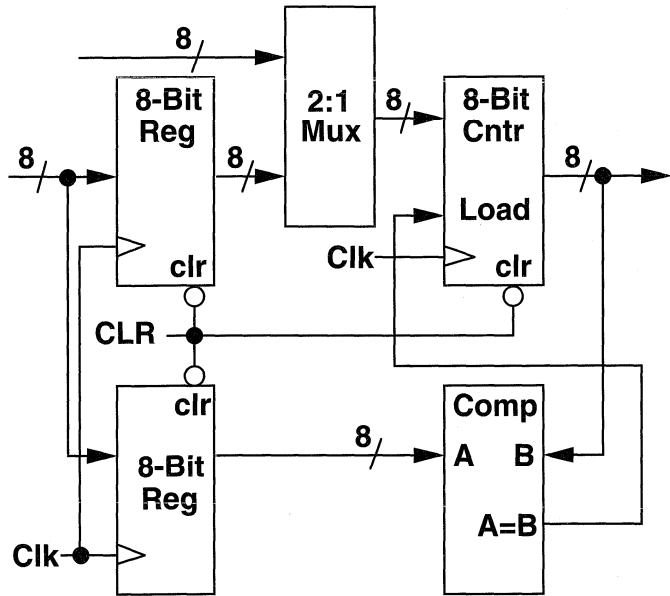 8
8-Bit
Reg
2:1
Mux
8
8-Bit
Cntr
8
8
8
Load
Clk
clr
clr
CLR
clr
Comp
8
8-Bit
Reg
A B
A=B
Clk